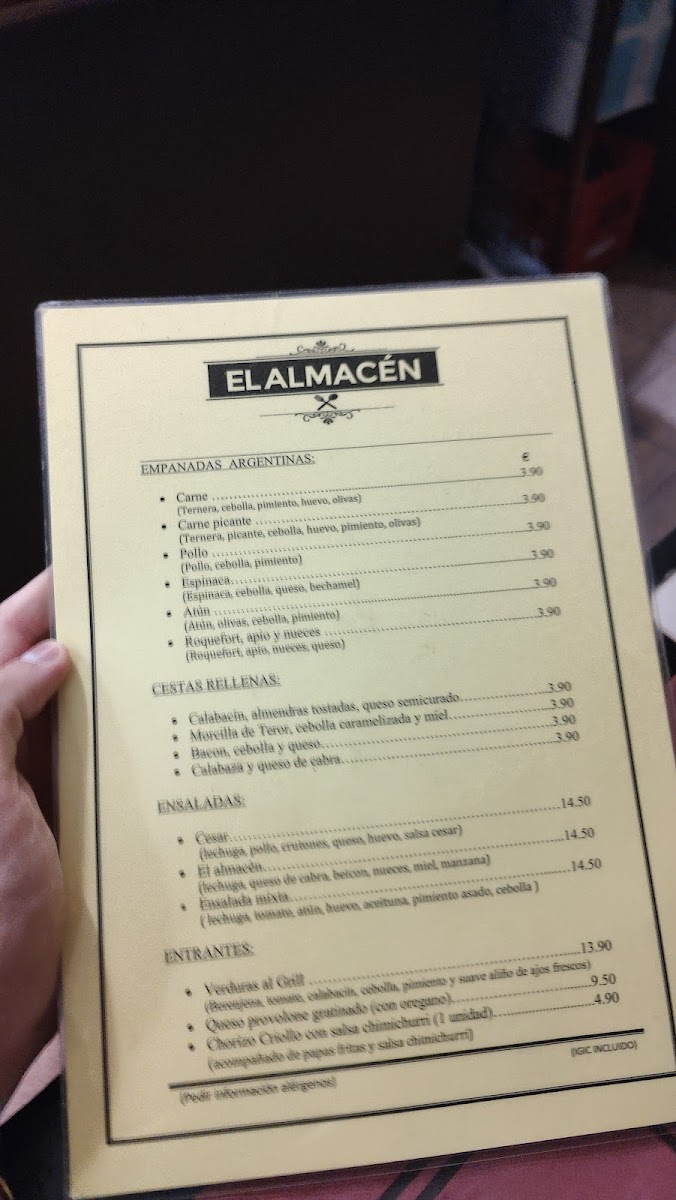 EL ALMACÉN
EMPANADAS ARGENTINAS:
€
• Carne ........ 3.90
(Ternera, cebolla, pimiento, huevo, olivas)
• Carne picante ........ 3.90
(Ternera, picante, cebolla, huevo, pimiento, olivas)
• Pollo ........ 3.90
(Pollo, cebolla, pimiento)
• Espinaca........ 3.90
(Espinaca, cebolla, queso, bechamel)
• Atún ........ 3.90
(Atún, olivas, cebolla, pimiento)
• Roquefort, apio y nueces ........ 3.90
(Roquefort, apio, nueces, queso)
CESTAS RELLENAS:
• Calabacín, almendras tostadas, queso semicurado........ 3.90
• Morcilla de Teror, cebolla caramelizada y miel........ 3.90
• Bacon, cebolla y queso........ 3.90
• Calabaza y queso de cabra........ 3.90
ENSALADAS:
• Cesar........ 14.50
(lechuga, pollo, crutones, queso, huevo, salsa cesar)
• El almacén........ 14.50
(lechuga, queso de cabra, beicon, nueces, miel, manzana)
• Ensalada mixta........ 14.50
( lechuga, tomate, atún, huevo, aceituna, pimiento asado, cebolla )
ENTRANTES:
• Verduras al Grill ........ 13.90
(Berenjena, tomate, calabacín, cebolla, pimiento y suave aliño de ajos frescos)
• Queso provolone gratinado (con oregano)........ 9.50
• Chorizo Criollo con salsa chimichurri (1 unidad)........ 4.90
(acompañado de papas fritas y salsa chimichurri)
(IGIC INCLUIDO)
(Pedir información alérgenos)